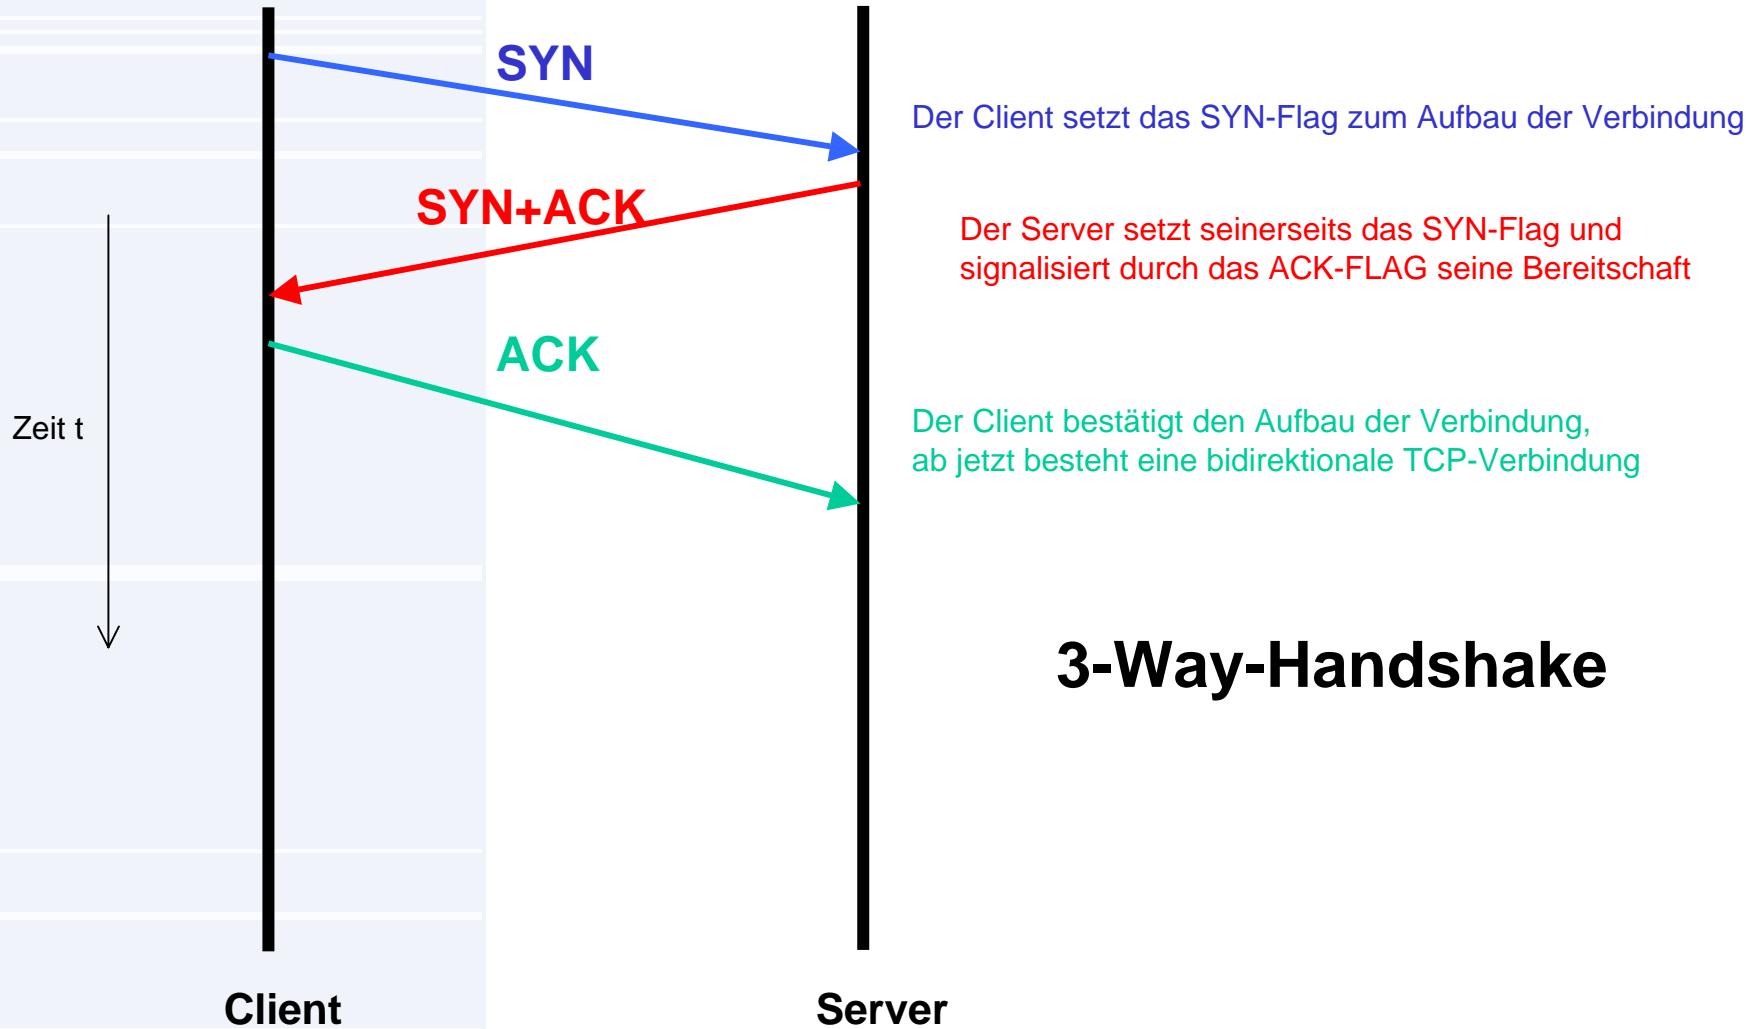 SYN
Der Client setzt das SYN-Flag zum Aufbau der Verbindung
SYN+ACK
Der Server setzt seinerseits das SYN-Flag und
signalisiert durch das ACK-FLAG seine Bereitschaft
ACK
Zeit t
Der Client bestätigt den Aufbau der Verbindung,
ab jetzt besteht eine bidirektionale TCP-Verbindung
3-Way-Handshake
Client
Server